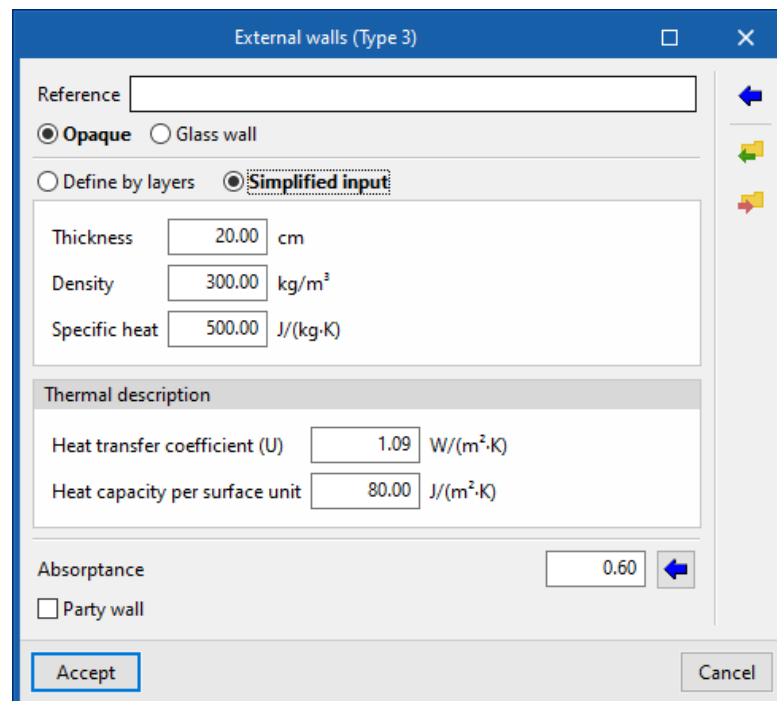 External walls (Type 3)
Reference
Opaque Glass wall
Define by layers Simplified input
Thickness 20.00 cm
Density 300.00 kg/m³
Specific heat 500.00 J/(kg·K)
Thermal description
Heat transfer coefficient (U) 1.09 W/(m²·K)
Heat capacity per surface unit 80.00 J/(m²·K)
Absorptance 0.60
Party wall
Accept Cancel